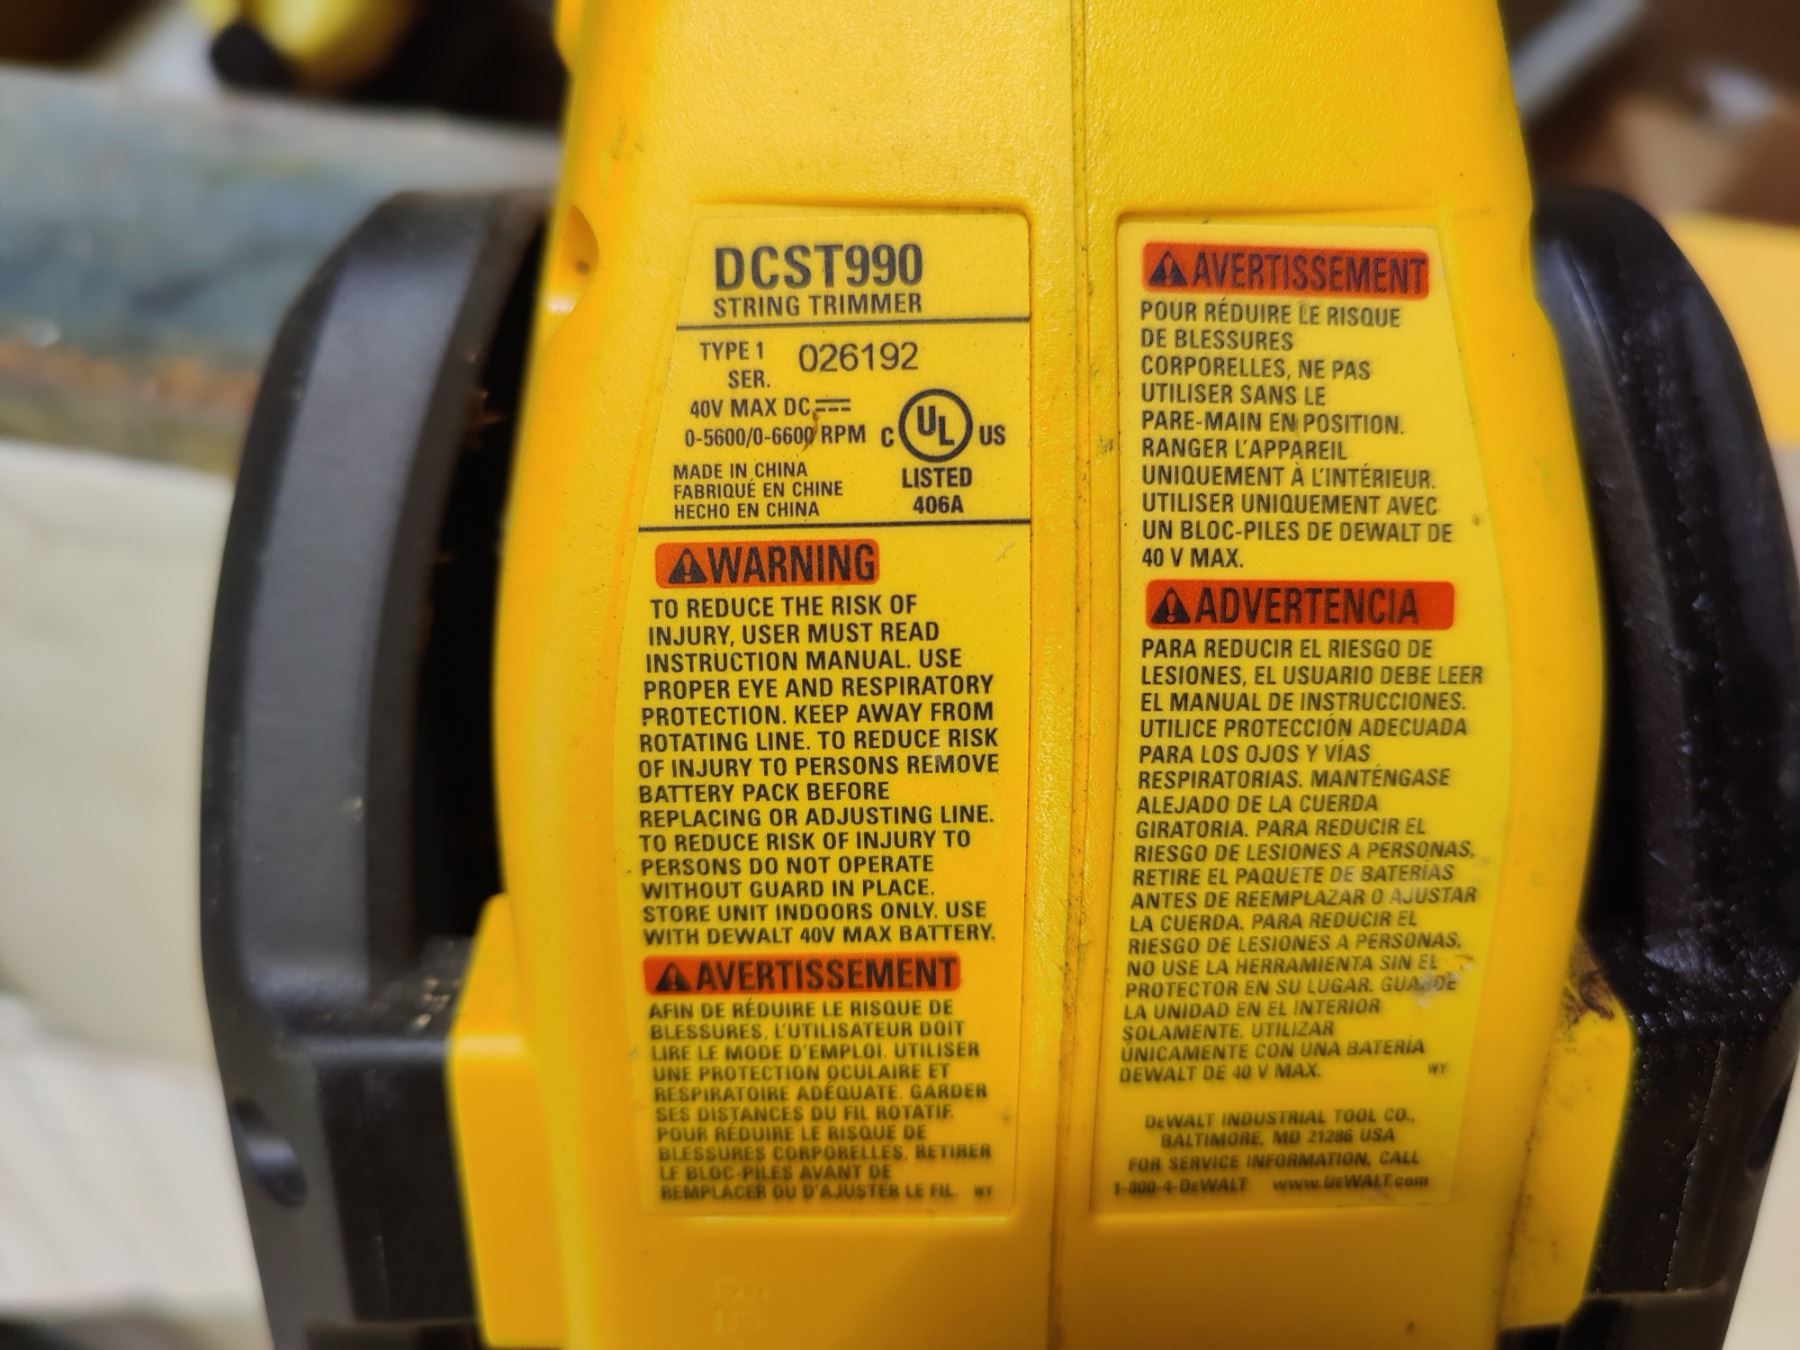 DCST990
STRING TRIMMER
TYPE 1 026192
SER.
40V MAX DC
0-5600/0-6600 RPM
C UL US
LISTED
406A
MADE IN CHINA
FABRIQUÉ EN CHINE
HECHO EN CHINA
WARNING
TO REDUCE THE RISK OF
INJURY, USER MUST READ
INSTRUCTION MANUAL. USE
PROPER EYE AND RESPIRATORY
PROTECTION. KEEP AWAY FROM
ROTATING LINE. TO REDUCE RISK
OF INJURY TO PERSONS REMOVE
BATTERY PACK BEFORE
REPLACING OR ADJUSTING LINE.
TO REDUCE RISK OF INJURY TO
PERSONS DO NOT OPERATE
WITHOUT GUARD IN PLACE.
STORE UNIT INDOORS ONLY. USE
WITH DEWALT 40V MAX BATTERY.
AVERTISSEMENT
AFIN DE RÉDUIRE LE RISQUE DE
BLESSURES, L'UTILISATEUR DOIT
LIRE LE MODE D'EMPLOI. UTILISER
UNE PROTECTION OCULAIRE ET
RESPIRATOIRE ADÉQUATE. GARDER
SES DISTANCES DU FIL ROTATIF.
POUR RÉDUIRE LE RISQUE DE
BLESSURES CORPORELLES, RETIRER
LE BLOC-PILES AVANT DE
REMPLACER OU D'AJUSTER LE FIL. WY
AVERTISSEMENT
POUR RÉDUIRE LE RISQUE
DE BLESSURES
CORPORELLES, NE PAS
UTILISER SANS LE
PARE-MAIN EN POSITION.
RANGER L'APPAREIL
UNIQUEMENT À L'INTÉRIEUR.
UTILISER UNIQUEMENT AVEC
UN BLOC-PILES DE DEWALT DE
40 V MAX.
ADVERTENCIA
PARA REDUCIR EL RIESGO DE
LESIONES, EL USUARIO DEBE LEER
EL MANUAL DE INSTRUCCIONES.
UTILICE PROTECCIÓN ADECUADA
PARA LOS OJOS Y VÍAS
RESPIRATORIAS. MANTÉNGASE
ALEJADO DE LA CUERDA
GIRATORIA. PARA REDUCIR EL
RIESGO DE LESIONES A PERSONAS,
RETIRE EL PAQUETE DE BATERÍAS
ANTES DE REEMPLAZAR O AJUSTAR
LA CUERDA. PARA REDUCIR EL
RIESGO DE LESIONES A PERSONAS,
NO USE LA HERRAMIENTA SIN EL
PROTECTOR EN SU LUGAR. GUARDE
LA UNIDAD EN EL INTERIOR
SOLAMENTE. UTILIZAR
ÚNICAMENTE CON UNA BATERÍA
DEWALT DE 40 V MAX. WY
DEWALT INDUSTRIAL TOOL CO.,
BALTIMORE, MD 21286 USA
FOR SERVICE INFORMATION, CALL
1-800-4-DEWALT www.DEWALT.com